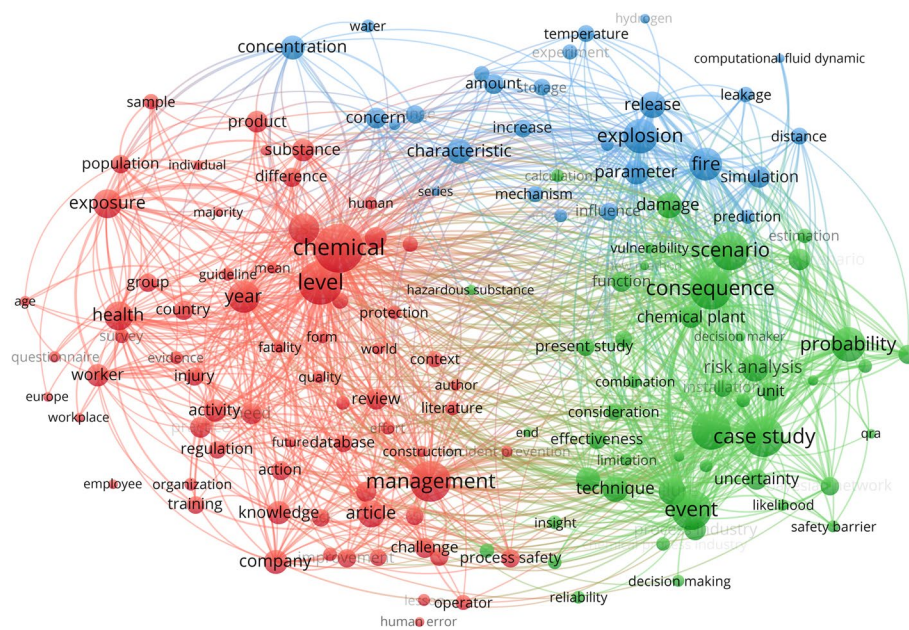 hydrogen
water
temperature
concentration
experiment
computational fluid dynamic
amount
storage
leakage
sample
release
product
concern
increase
explosion
distance
substance
characteristic
population
individual
fire
difference
calculation
parameter
simulation
series
mechanism
exposure
human
damage
majority
influence
prediction
estimation
chemical
vulnerability
scenario
mean
guideline
level
group
function
consequence
hazardous substance
age
year
country
protection
health
chemical plant
survey
form
decision maker
probability
fatality
world
present study
questionnaire
evidence
context
risk analysis
worker
injury
quality
author
combination
installation
unit
europe
review
literature
activity
need
consideration
workplace
effort
end
case study
qra
future
database
effectiveness
regulation
construction
limitation
action
management
technique
uncertainty
employee
organization
training
likelihood
knowledge
article
event
insight
safety barrier
challenge
company
improvement
process safety
decision making
reliability
operator
human error